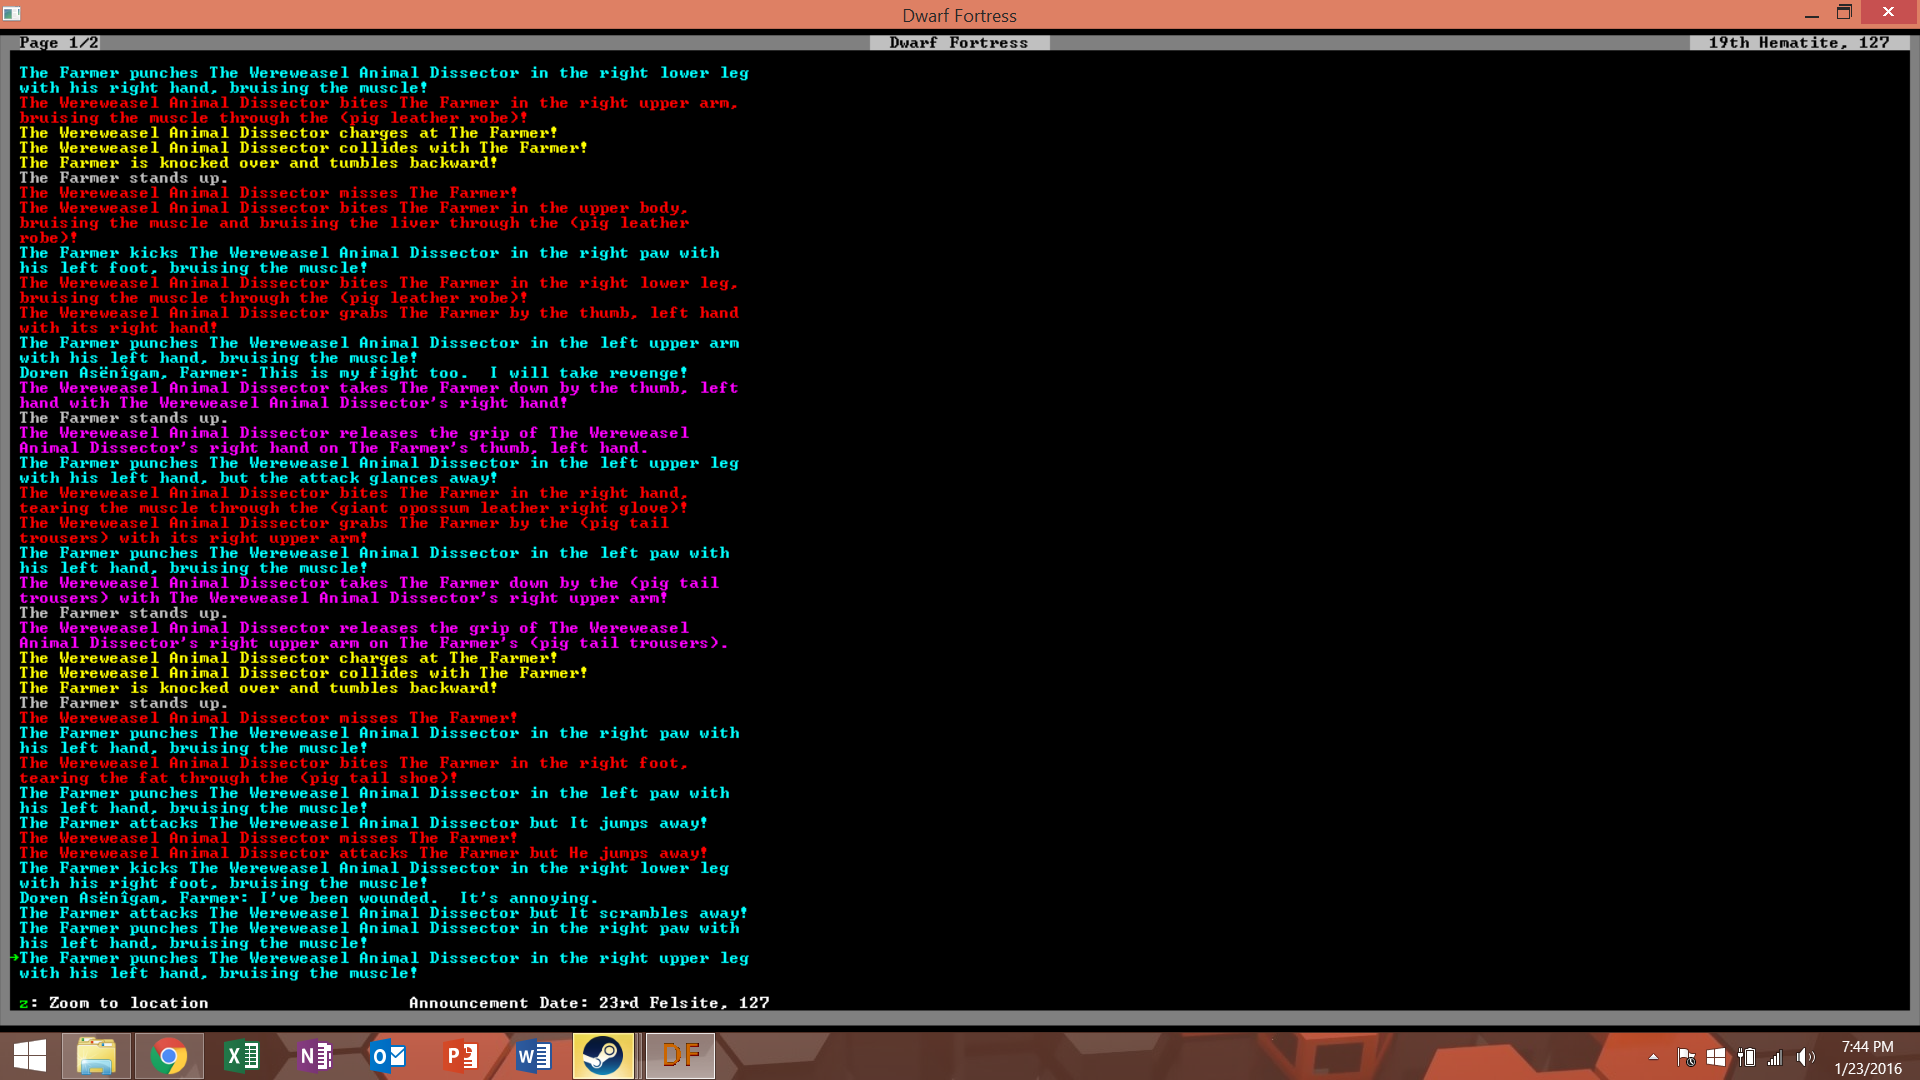 Dwarf Fortress
Page 1/2
Dwarf Fortress
19th Hematite, 127
The Farmer punches The Wereweasel Animal Dissector in the right lower leg
with his right hand, bruising the muscle!
The Wereweasel Animal Dissector bites The Farmer in the right upper arm,
bruising the muscle through the (pig leather robe)!
The Wereweasel Animal Dissector charges at The Farmer!
The Wereweasel Animal Dissector collides with The Farmer!
The Farmer is knocked over and tumbles backward!
The Farmer stands up.
The Wereweasel Animal Dissector misses The Farmer!
The Wereweasel Animal Dissector bites The Farmer in the upper body,
bruising the muscle and bruising the liver through the (pig leather
robe)!
The Farmer kicks The Wereweasel Animal Dissector in the right paw with
his left foot, bruising the muscle!
The Wereweasel Animal Dissector bites The Farmer in the right lower leg,
bruising the muscle through the (pig leather robe)!
The Wereweasel Animal Dissector grabs The Farmer by the thumb, left hand
with its right hand!
The Farmer punches The Wereweasel Animal Dissector in the left upper arm
with his left hand, bruising the muscle!
Doren Asënîgam, Farmer: This is my fight too.  I will take revenge!
The Wereweasel Animal Dissector takes The Farmer down by the thumb, left
hand with The Wereweasel Animal Dissector's right hand!
The Farmer stands up.
The Wereweasel Animal Dissector releases the grip of The Wereweasel
Animal Dissector's right hand on The Farmer's thumb, left hand.
The Farmer punches The Wereweasel Animal Dissector in the left upper leg
with his left hand, but the attack glances away!
The Wereweasel Animal Dissector bites The Farmer in the right hand,
tearing the muscle through the (giant opossum leather right glove)!
The Wereweasel Animal Dissector grabs The Farmer by the (pig tail
trousers) with its right upper arm!
The Farmer punches The Wereweasel Animal Dissector in the left paw with
his left hand, bruising the muscle!
The Wereweasel Animal Dissector takes The Farmer down by the (pig tail
trousers) with The Wereweasel Animal Dissector's right upper arm!
The Farmer stands up.
The Wereweasel Animal Dissector releases the grip of The Wereweasel
Animal Dissector's right upper arm on The Farmer's (pig tail trousers).
The Wereweasel Animal Dissector charges at The Farmer!
The Wereweasel Animal Dissector collides with The Farmer!
The Farmer is knocked over and tumbles backward!
The Farmer stands up.
The Wereweasel Animal Dissector misses The Farmer!
The Farmer punches The Wereweasel Animal Dissector in the right paw with
his left hand, bruising the muscle!
The Wereweasel Animal Dissector bites The Farmer in the right foot,
tearing the fat through the (pig tail shoe)!
The Farmer punches The Wereweasel Animal Dissector in the left paw with
his left hand, bruising the muscle!
The Farmer attacks The Wereweasel Animal Dissector but It jumps away!
The Wereweasel Animal Dissector misses The Farmer!
The Wereweasel Animal Dissector attacks The Farmer but He jumps away!
The Farmer kicks The Wereweasel Animal Dissector in the right lower leg
with his right foot, bruising the muscle!
Doren Asënîgam, Farmer: I've been wounded.  It's annoying.
The Farmer attacks The Wereweasel Animal Dissector but It scrambles away!
The Farmer punches The Wereweasel Animal Dissector in the right paw with
his left hand, bruising the muscle!
→The Farmer punches The Wereweasel Animal Dissector in the right upper leg
with his left hand, bruising the muscle!
z: Zoom to location
Announcement Date: 23rd Felsite, 127
DF
7:44 PM
1/23/2016